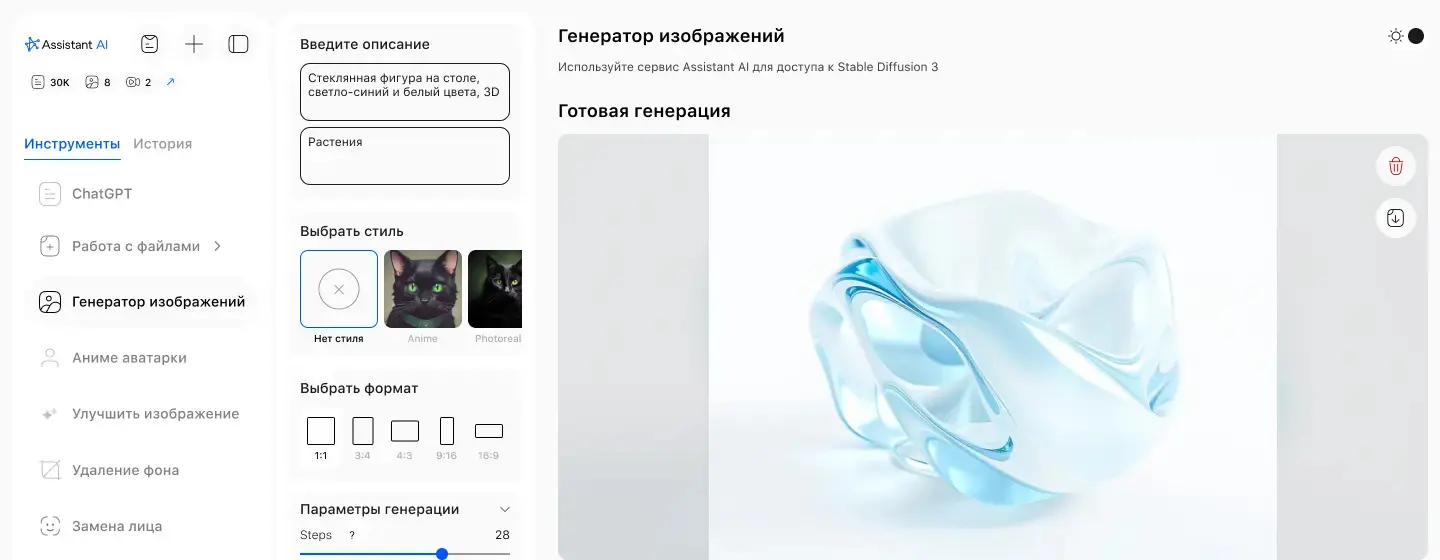 Assistant AI
30K 8 2
Инструменты История
ChatGPT
Работа с файлами
Генератор изображений
Аниме аватарки
Улучшить изображение
Удаление фона
Замена лица
Введите описание
Стеклянная фигура на столе,
светло-синий и белый цвета, 3D
Растения
Выбрать стиль
Нет стиля Anime Photoreal
Выбрать формат
1:1 3:4 4:3 9:16 16:9
Параметры генерации
Steps ? 28
Генератор изображений
Используйте сервис Assistant AI для доступа к Stable Diffusion 3
Готовая генерация